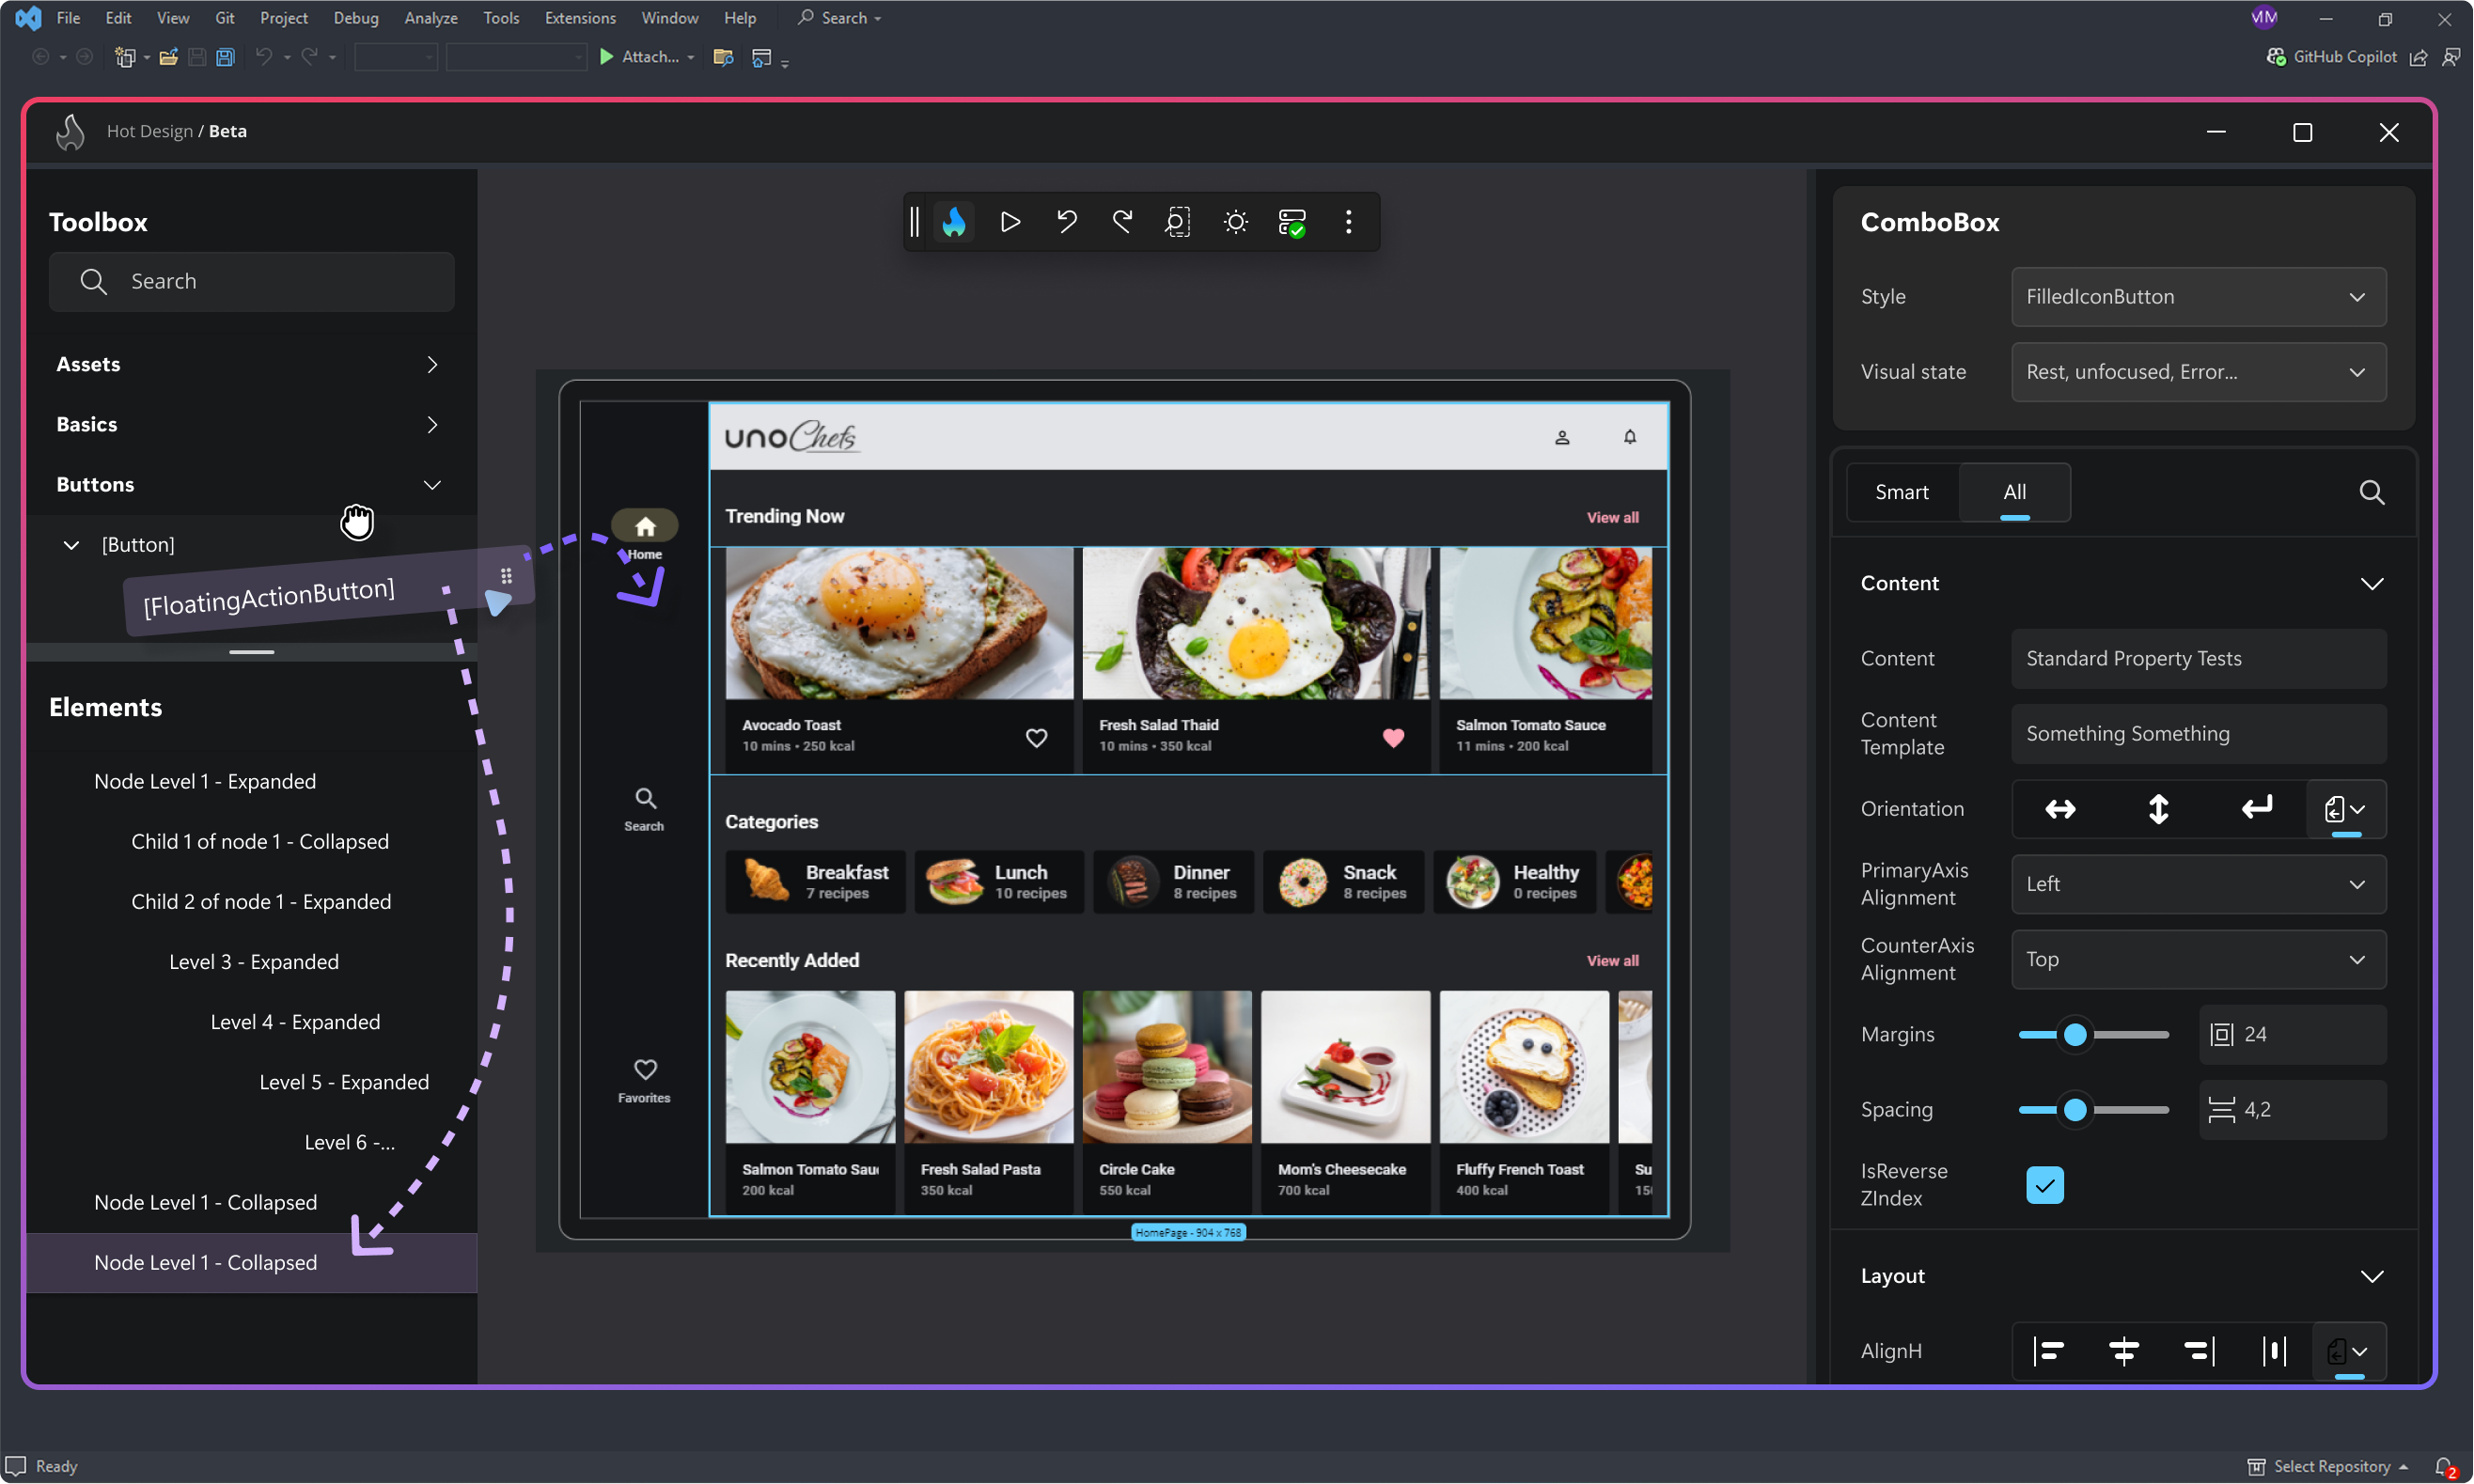 File Edit View Git Project Debug Analyze Tools Extensions Window Help Search
MM
Attach...
GitHub Copilot
Hot Design / Beta
Toolbox
Search
Assets
Basics
Buttons
[Button]
[FloatingActionButton]
Elements
Node Level 1 - Expanded
Child 1 of node 1 - Collapsed
Child 2 of node 1 - Expanded
Level 3 - Expanded
Level 4 - Expanded
Level 5 - Expanded
Level 6 -...
Node Level 1 - Collapsed
Node Level 1 - Collapsed
Home
Search
Favorites
uno Chefs
Trending Now
View all
Avocado Toast
10 mins • 250 kcal
Fresh Salad Thaid
10 mins • 350 kcal
Salmon Tomato Sauce
11 mins • 200 kcal
Categories
Breakfast
7 recipes
Lunch
10 recipes
Dinner
8 recipes
Snack
8 recipes
Healthy
0 recipes
Recently Added
View all
Salmon Tomato Sau
200 kcal
Fresh Salad Pasta
350 kcal
Circle Cake
550 kcal
Mom's Cheesecake
700 kcal
Fluffy French Toast
400 kcal
Su
15
HomePage - 904 x 768
ComboBox
Style
FilledIconButton
Visual state
Rest, unfocused, Error...
Smart
All
Content
Content
Standard Property Tests
Content
Template
Something Something
Orientation
PrimaryAxis
Alignment
Left
CounterAxis
Alignment
Top
Margins
24
Spacing
4,2
IsReverse
ZIndex
Layout
AlignH
Ready
Select Repository
2